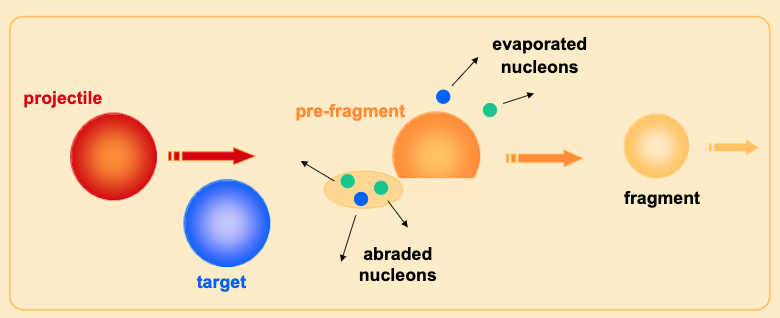 projectile
target
pre-fragment
evaporated
nucleons
abraded
nucleons
fragment